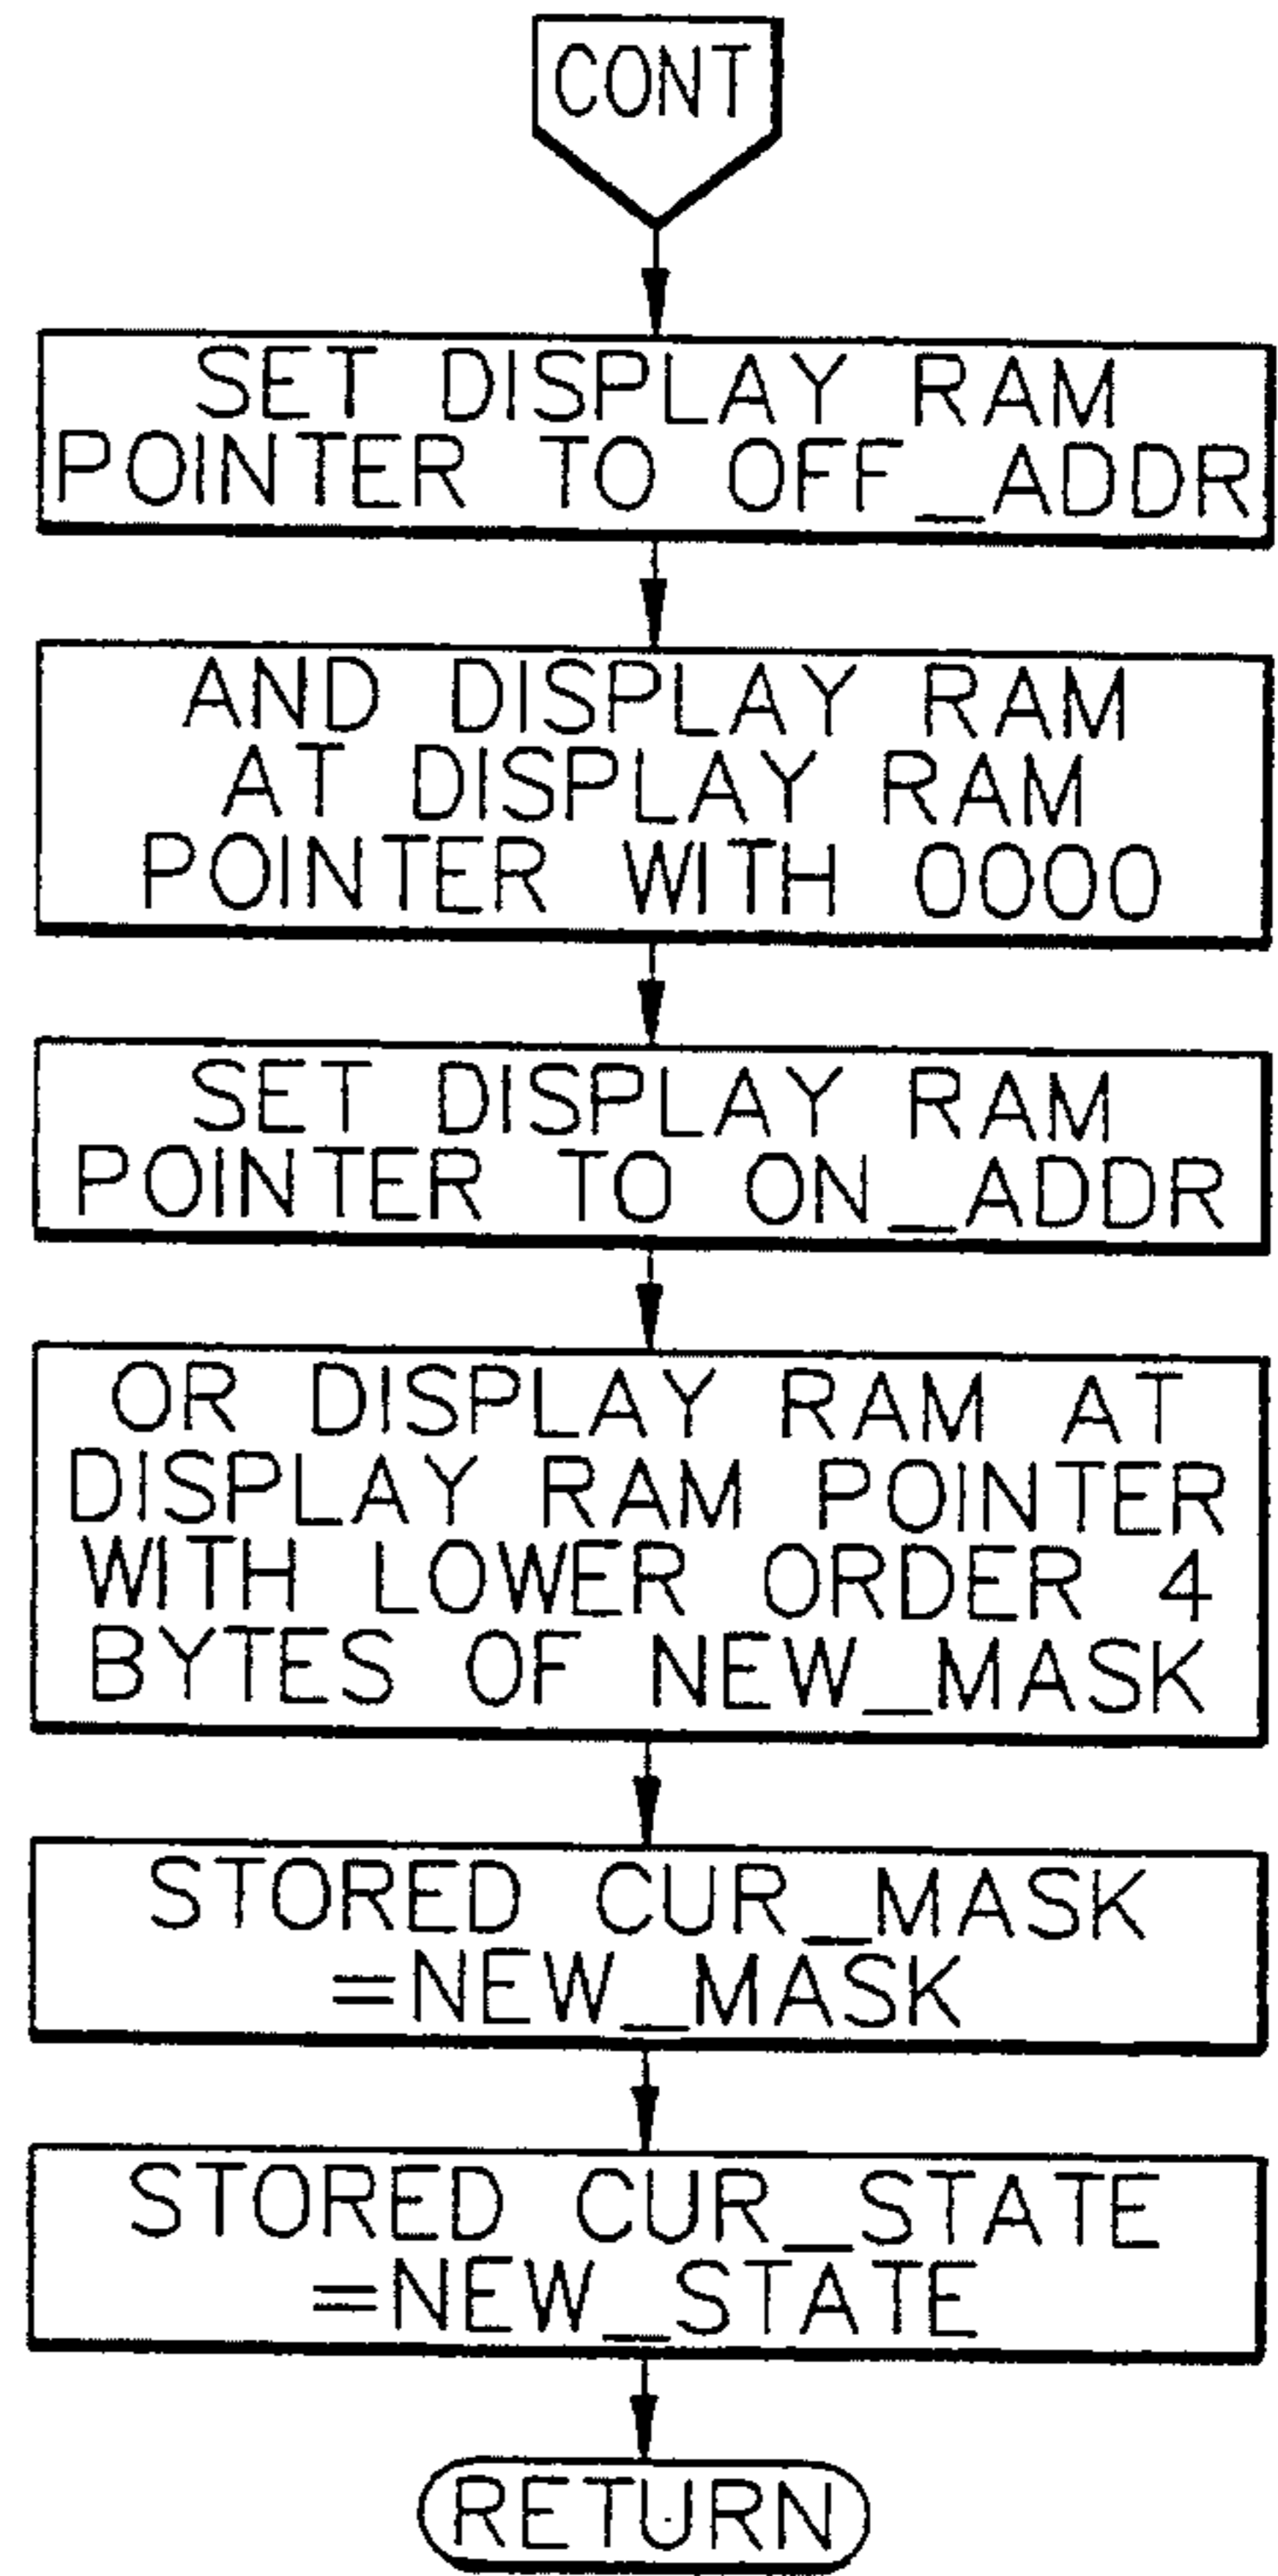 CONT
SET DISPLAY RAM
POINTER TO OFF_ADDR
AND DISPLAY RAM
AT DISPLAY RAM
POINTER WITH 0000
SET DISPLAY RAM
POINTER TO ON_ADDR
OR DISPLAY RAM AT
DISPLAY RAM POINTER
WITH LOWER ORDER 4
BYTES OF NEW_MASK
STORED CUR_MASK
=NEW_MASK
STORED CUR_STATE
=NEW_STATE
RETURN